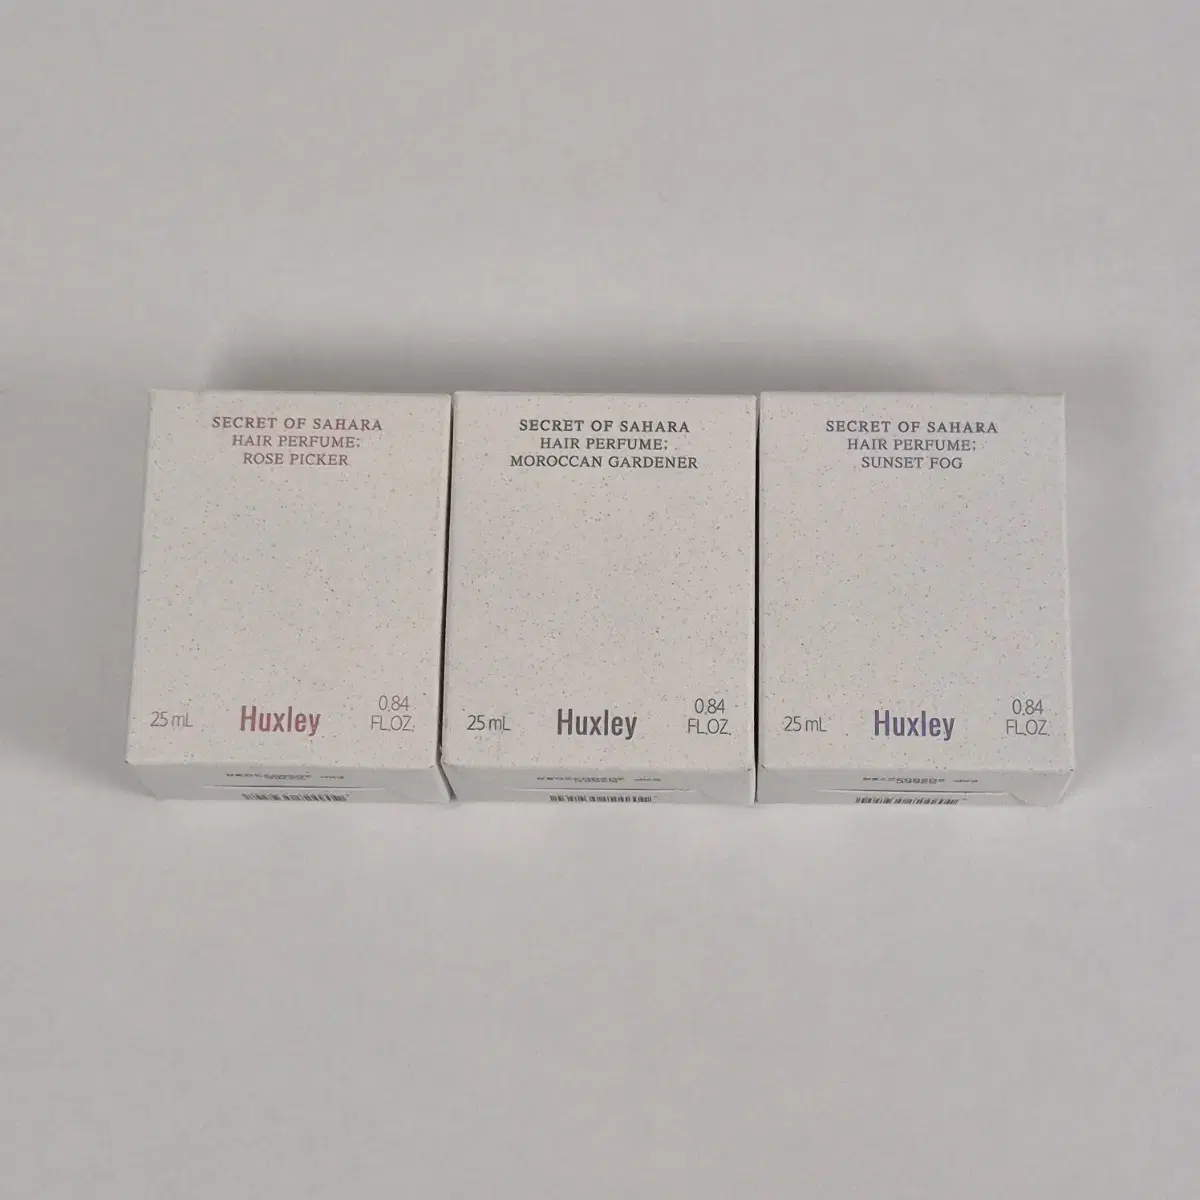 SECRET OF SAHARA
HAIR PERFUME;
ROSE PICKER
25 mL
Huxley
0.84
FL.OZ.
SECRET OF SAHARA
HAIR PERFUME;
MOROCCAN GARDENER
25 mL
Huxley
0.84
FL.OZ.
SECRET OF SAHARA
HAIR PERFUME;
SUNSET FOG
25 mL
Huxley
0.84
FL.OZ.